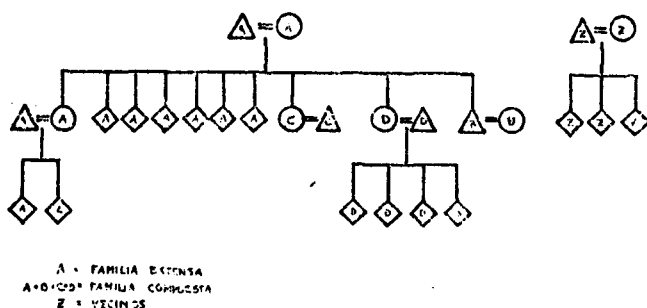 A = A
Z = Z
A = A A A A A A A C = C D = D A = B
Z Z
A
D D D
A = FAMILIA EXTENSA
A+B+C+D= FAMILIA COMPUESTA
Z = VECINOS